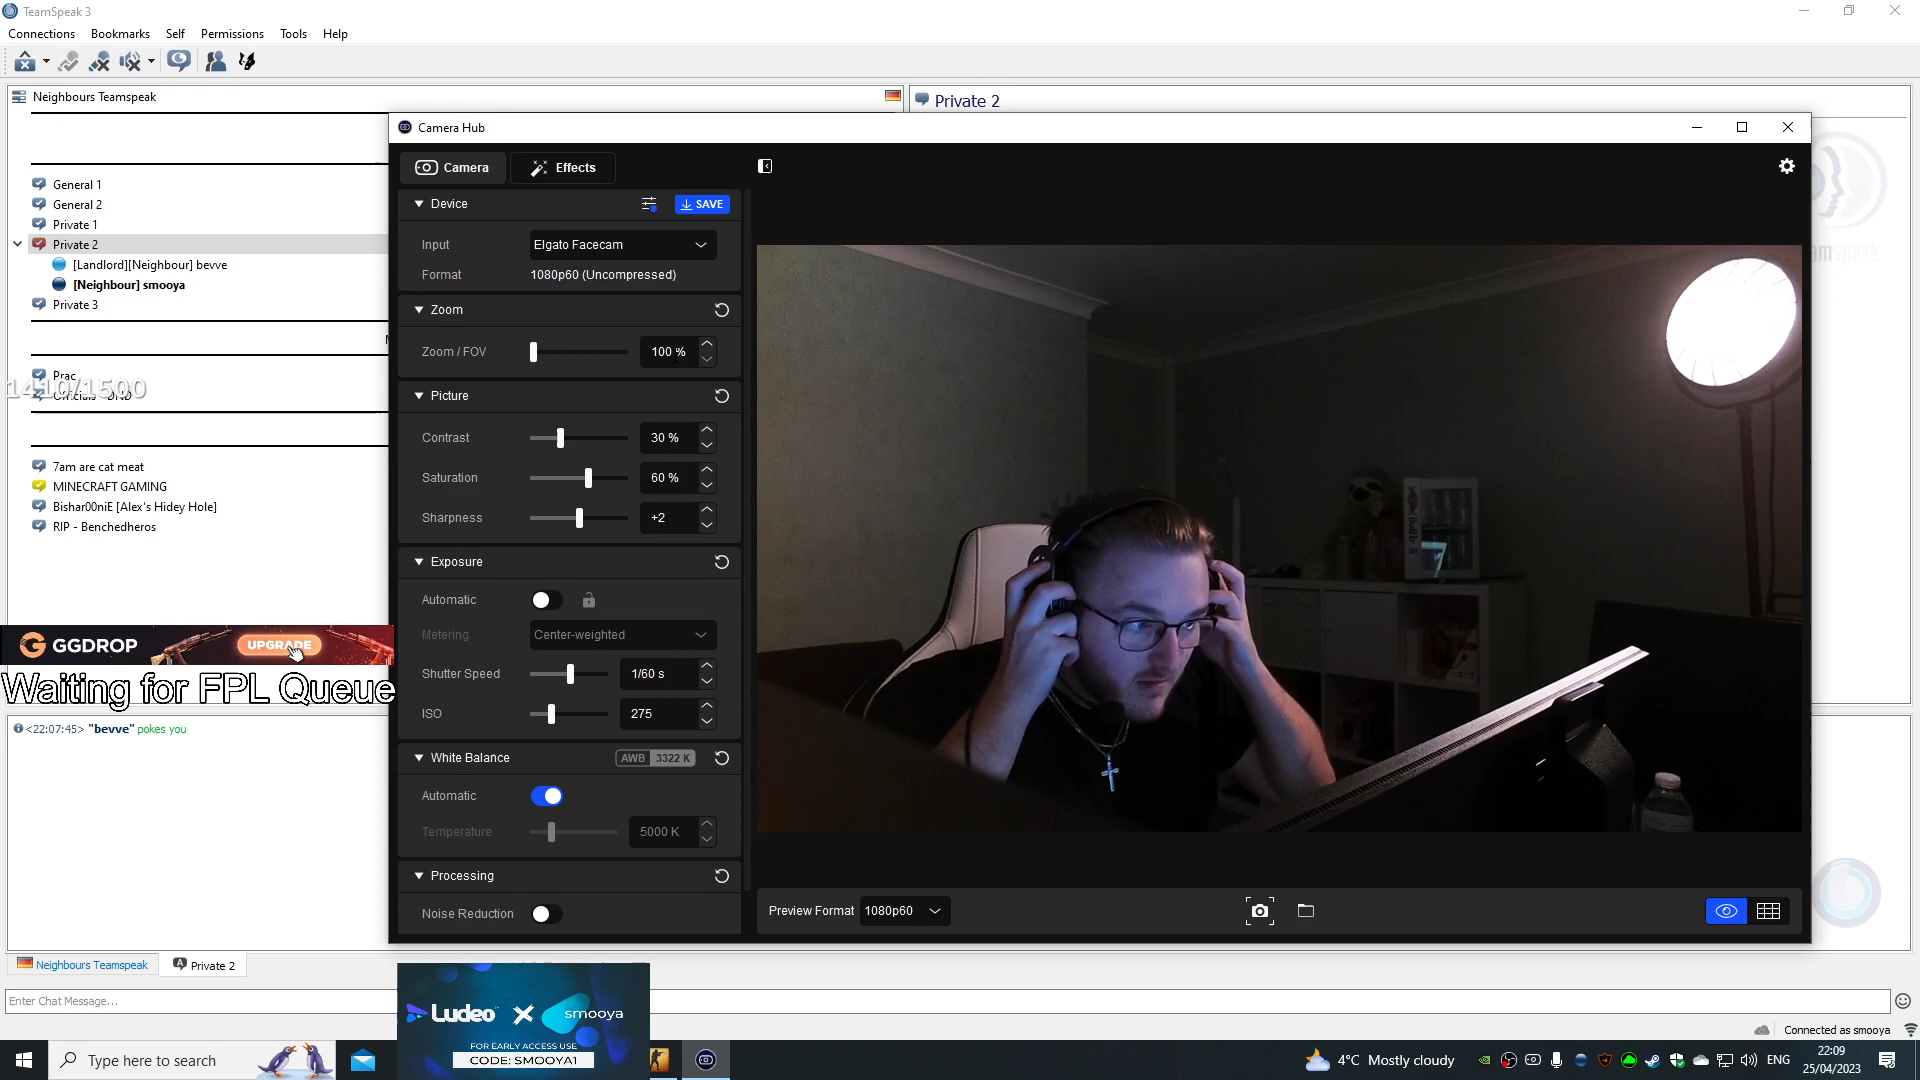 TeamSpeak 3
Connections Bookmarks Self Permissions Tools Help
Neighbours Teamspeak
Private 2
General 1
General 2
Private 1
Private 2
[Landlord][Neighbour] bevve
[Neighbour] smooya
Private 3
Prac
1410/1500
7am are cat meat
MINECRAFT GAMING
Bishar00niE [Alex's Hidey Hole]
RIP - Benchedheros
GGDROP UPGRADE
Waiting for FPL Queue
<22:07:45> "bevve" pokes you
Camera Hub
Camera Effects
Device SAVE
Input Elgato Facecam
Format 1080p60 (Uncompressed)
Zoom
Zoom / FOV 100 %
Picture
Contrast 30 %
Saturation 60 %
Sharpness +2
Exposure
Automatic
Metering Center-weighted
Shutter Speed 1/60 s
ISO 275
White Balance AWB 3322 K
Automatic
Temperature 5000 K
Processing
Noise Reduction
Preview Format 1080p60
Neighbours Teamspeak Private 2
Enter Chat Message...
Ludeo X smooya
FOR EARLY ACCESS USE
CODE: SMOOYA1
Connected as smooya
Type here to search
4°C Mostly cloudy
ENG
22:09
25/04/2023